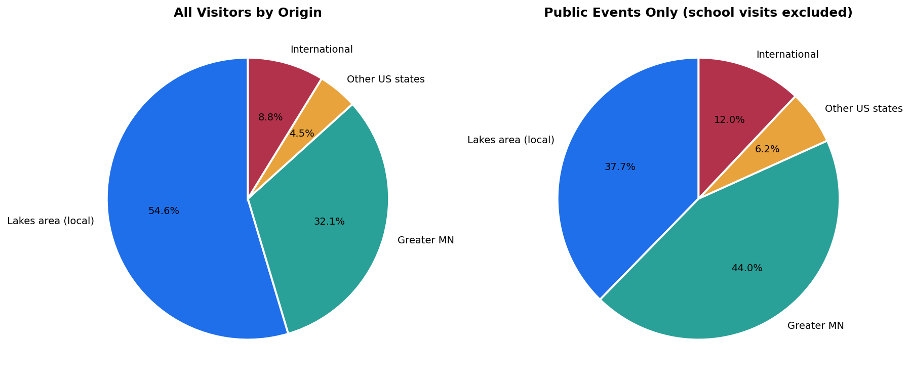 All Visitors by Origin
International
Other US states
8.8%
4.5%
54.6%
Lakes area (local)
32.1%
Greater MN
Public Events Only (school visits excluded)
International
Other US states
12.0%
Lakes area (local)
6.2%
37.7%
44.0%
Greater MN